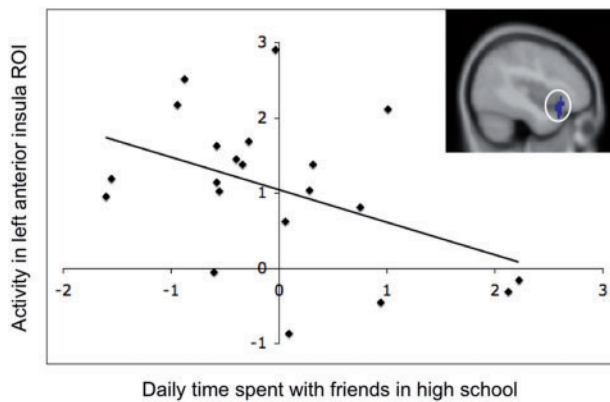 Activity in left anterior insula ROI
3
2
1
0
-2 -1 0 1 2 3
-1
Daily time spent with friends in high school